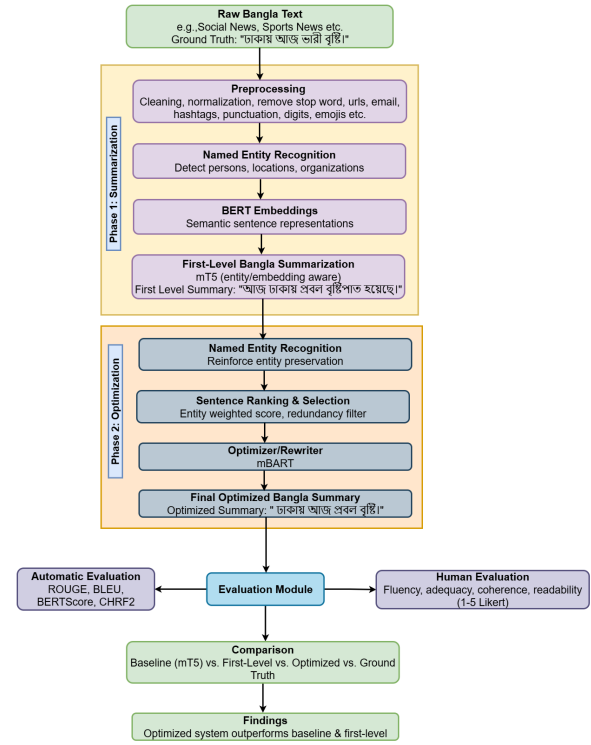 Raw Bangla Text
e.g.,Social News, Sports News etc.
Ground Truth: "ঢাকায় আজ ভারী বৃষ্টি।"
Phase 1: Summarization
Preprocessing
Cleaning, normalization, remove stop word, urls, email,
hashtags, punctuation, digits, emojis etc.
Named Entity Recognition
Detect persons, locations, organizations
BERT Embeddings
Semantic sentence representations
First-Level Bangla Summarization
mT5 (entity/embedding aware)
First Level Summary: "আজ ঢাকায় প্রবল বৃষ্টিপাত হয়েছে।"
Phase 2: Optimization
Named Entity Recognition
Reinforce entity preservation
Sentence Ranking & Selection
Entity weighted score, redundancy filter
Optimizer/Rewriter
mBART
Final Optimized Bangla Summary
Optimized Summary: " ঢাকায় আজ প্রবল বৃষ্টি।"
Automatic Evaluation
ROUGE, BLEU,
BERTScore, CHRF2
Evaluation Module
Human Evaluation
Fluency, adequacy, coherence, readability
(1-5 Likert)
Comparison
Baseline (mT5) vs. First-Level vs. Optimized vs. Ground
Truth
Findings
Optimized system outperforms baseline & first-level